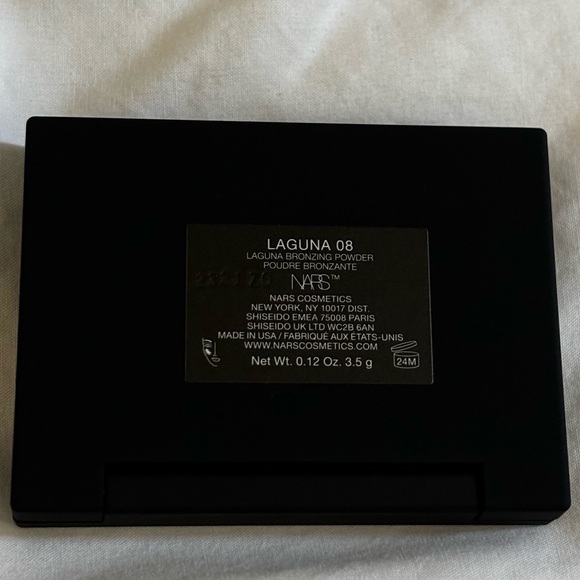 LAGUNA 08
LAGUNA BRONZING POWDER
POUDRE BRONZANTE
NARS™
NARS COSMETICS
NEW YORK, NY 10017 DIST.
SHISEIDO EMEA 75008 PARIS
SHISEIDO UK LTD WC2B 6AN
MADE IN USA / FABRIQUÉ AUX ÉTATS-UNIS
WWW.NARSCOSMETICS.COM
Net Wt. 0.12 Oz. 3.5 g
24M